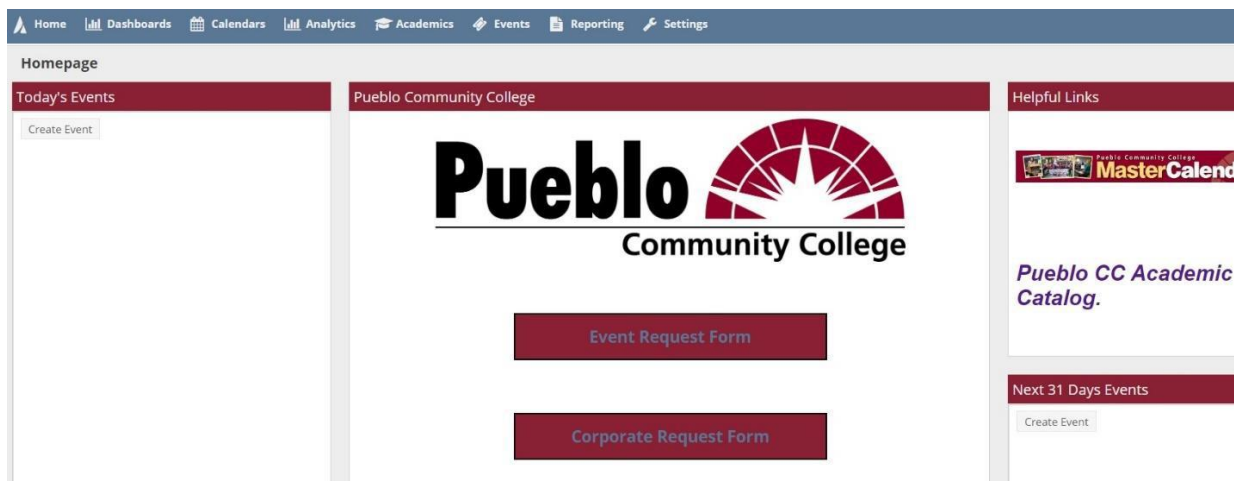 Home Dashboards Calendars Analytics Academics Events Reporting Settings
Homepage
Today's Events
Create Event
Pueblo Community College
Pueblo
Community College
Event Request Form
Corporate Request Form
Helpful Links
Pueblo Community College
MasterCalend
Pueblo CC Academic
Catalog.
Next 31 Days Events
Create Event